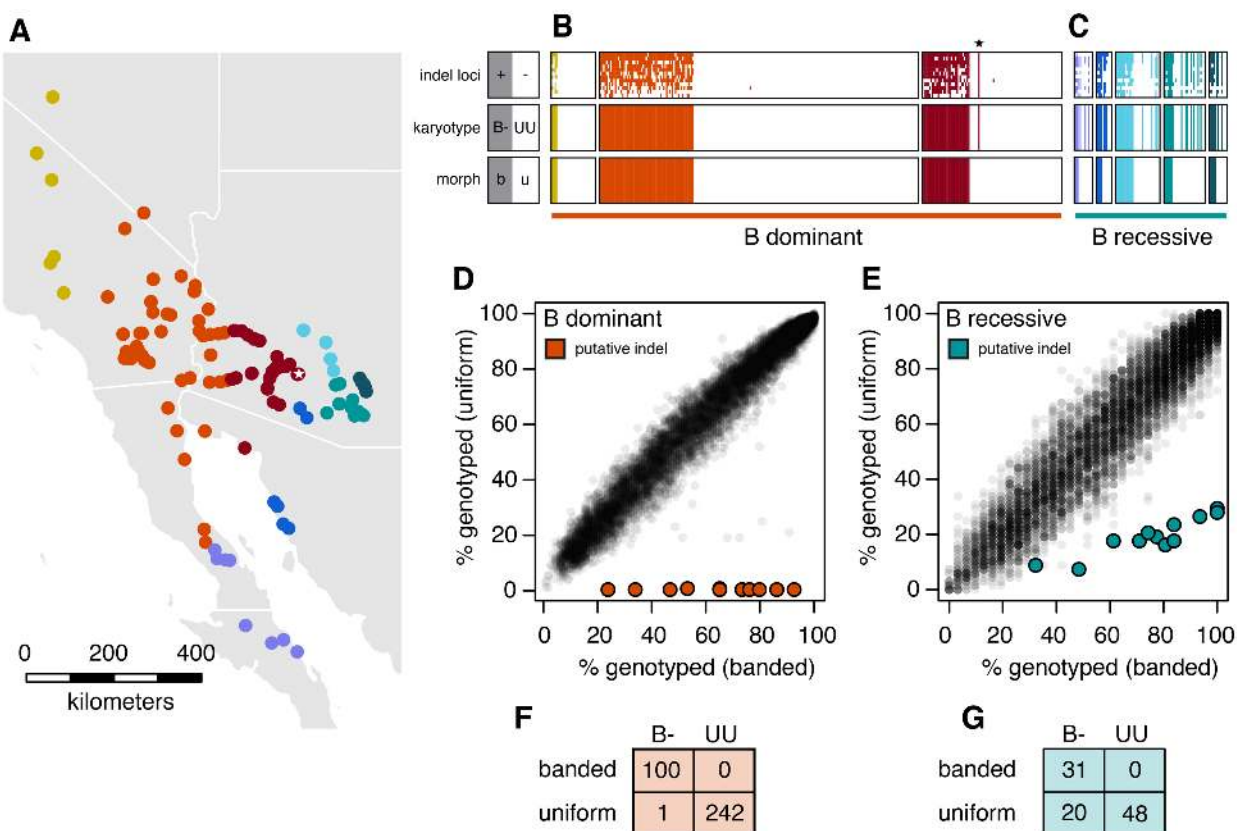 A
B
C
★
indel loci + -
karyotype B- UU
morph b u
B dominant
B recessive
D
E
B dominant
putative indel
B recessive
putative indel
% genotyped (uniform)
100
80
60
40
20
0
0 20 40 60 80 100
% genotyped (banded)
% genotyped (uniform)
100
80
60
40
20
0
0 20 40 60 80 100
% genotyped (banded)
0 200 400
kilometers
F
B- UU
banded 100 0
uniform 1 242
G
B- UU
banded 31 0
uniform 20 48